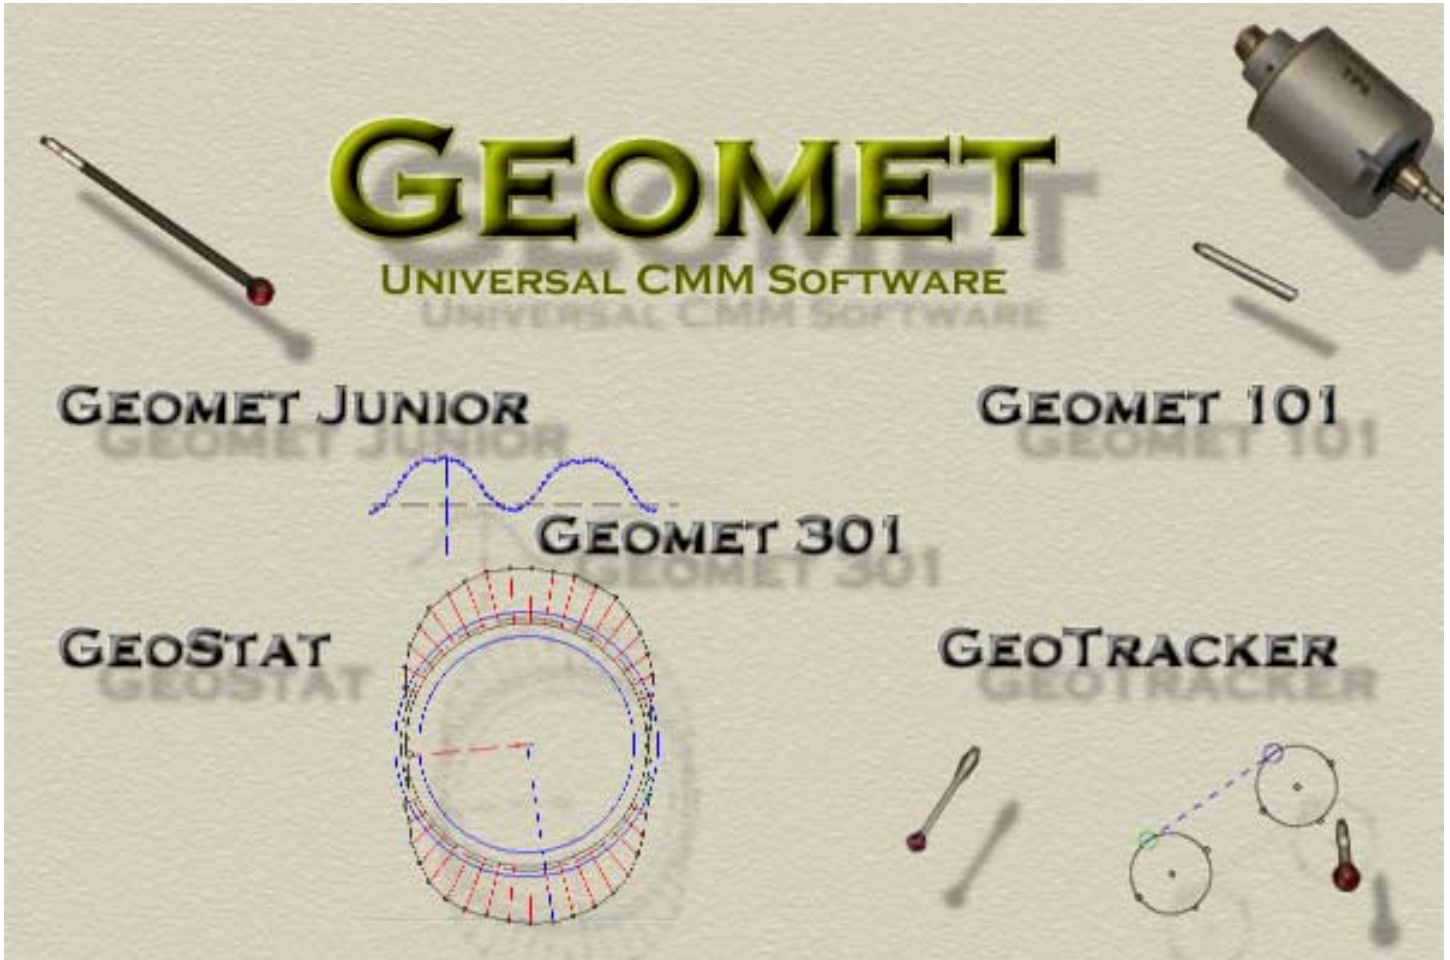 GEOMET
UNIVERSAL CMM SOFTWARE
GEOMET JUNIOR
GEOMET 101
GEOMET 301
GEOSTAT
GEOTRACKER